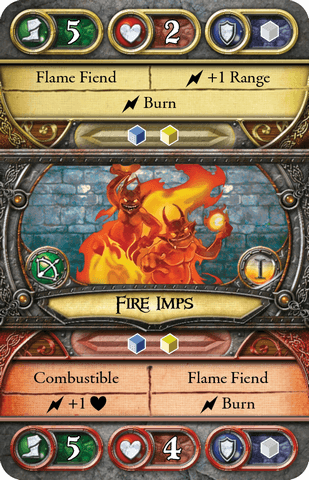 5 2
Flame Fiend +1 Range
Burn
I
FIRE IMPS
Combustible Flame Fiend
+1 Burn
5 4